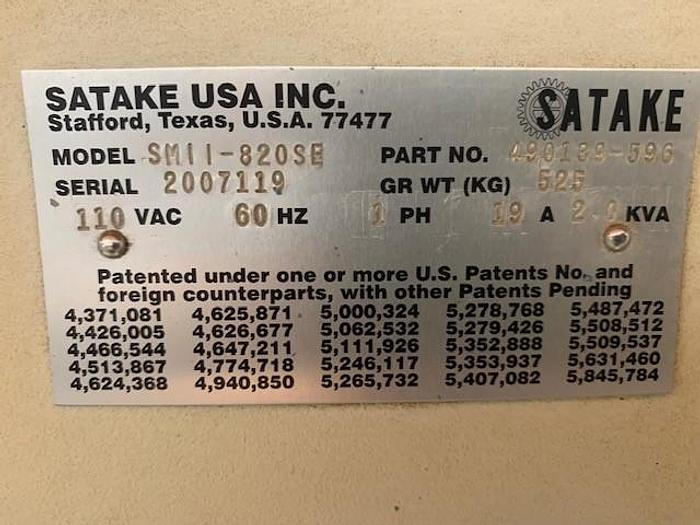 SATAKE USA INC.
Stafford, Texas, U.S.A. 77477
SATAKE
MODEL SMII-820SE PART NO. 490139-596
SERIAL 2007119 GR WT (KG) 525
110 VAC 60 HZ 1 PH 19 A KVA
Patented under one or more U.S. Patents No. and
foreign counterparts, with other Patents Pending
4,371,081 4,625,871 5,000,324 5,278,768 5,487,472
4,426,005 4,626,677 5,062,532 5,279,426 5,508,512
4,466,544 4,647,211 5,111,926 5,352,888 5,509,537
4,513,867 4,774,718 5,246,117 5,353,937 5,631,460
4,624,368 4,940,850 5,265,732 5,407,082 5,845,784